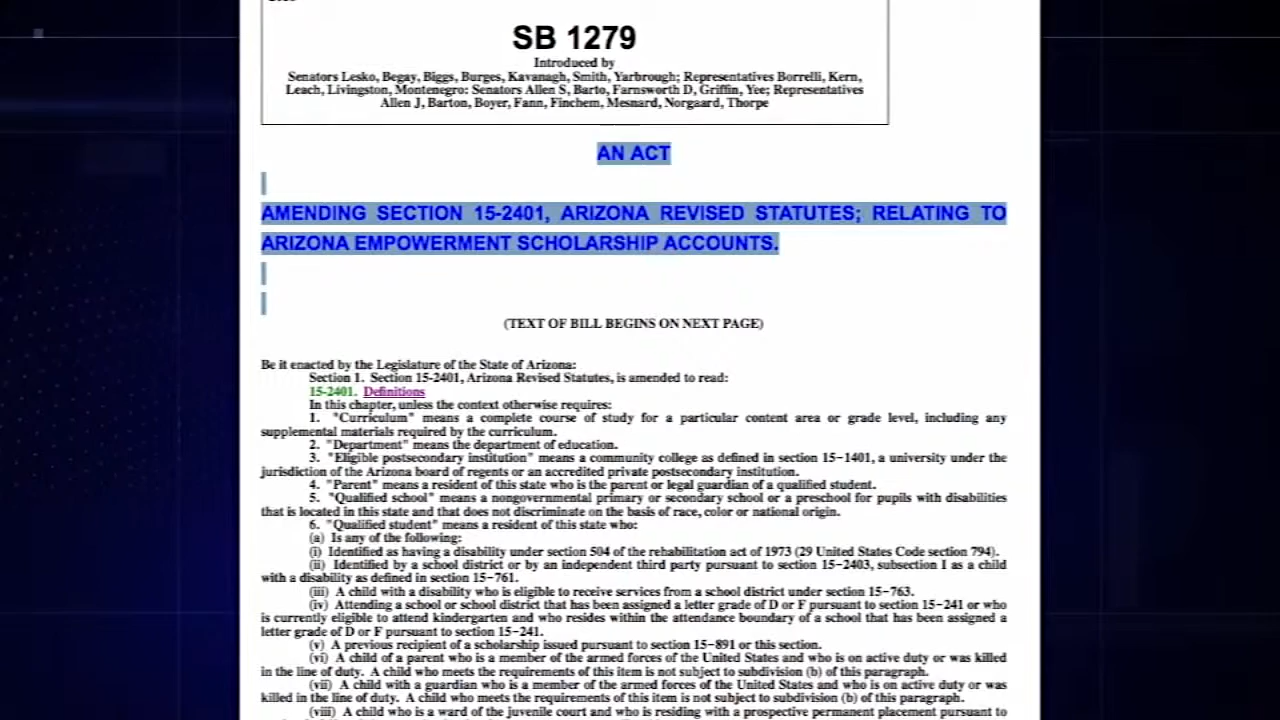 SB 1279
Introduced by
Senators Lesko, Begay, Biggs, Burges, Kavanagh, Smith, Yarbrough; Representatives Borrelli, Kern,
Leach, Livingston, Montenegro: Senators Allen S, Barto, Farnsworth D, Griffin, Yee; Representatives
Allen J, Barton, Boyer, Fann, Finchem, Mesnard, Norgaard, Thorpe
AN ACT
AMENDING SECTION 15-2401, ARIZONA REVISED STATUTES; RELATING TO
ARIZONA EMPOWERMENT SCHOLARSHIP ACCOUNTS.
(TEXT OF BILL BEGINS ON NEXT PAGE)
Be it enacted by the Legislature of the State of Arizona:
Section 1. Section 15-2401, Arizona Revised Statutes, is amended to read:
15-2401. Definitions
In this chapter, unless the context otherwise requires:
1. "Curriculum" means a complete course of study for a particular content area or grade level, including any
supplemental materials required by the curriculum.
2. "Department" means the department of education.
3. "Eligible postsecondary institution" means a community college as defined in section 15-1401, a university under the
jurisdiction of the Arizona board of regents or an accredited private postsecondary institution.
4. "Parent" means a resident of this state who is the parent or legal guardian of a qualified student.
5. "Qualified school" means a nongovernmental primary or secondary school or a preschool for pupils with disabilities
that is located in this state and that does not discriminate on the basis of race, color or national origin.
6. "Qualified student" means a resident of this state who:
(a) Is any of the following:
(i) Identified as having a disability under section 504 of the rehabilitation act of 1973 (29 United States Code section 794).
(ii) Identified by a school district or by an independent third party pursuant to section 15-2403, subsection I as a child
with a disability as defined in section 15-761.
(iii) A child with a disability who is eligible to receive services from a school district under section 15-763.
(iv) Attending a school or school district that has been assigned a letter grade of D or F pursuant to section 15-241 or who
is currently eligible to attend kindergarten and who resides within the attendance boundary of a school that has been assigned a
letter grade of D or F pursuant to section 15-241.
(v) A previous recipient of a scholarship issued pursuant to section 15-891 or this section.
(vi) A child of a parent who is a member of the armed forces of the United States and who is on active duty or was killed
in the line of duty. A child who meets the requirements of this item is not subject to subdivision (b) of this paragraph.
(vii) A child with a guardian who is a member of the armed forces of the United States and who is on active duty or was
killed in the line of duty. A child who meets the requirements of this item is not subject to subdivision (b) of this paragraph.
(viii) A child who is a ward of the juvenile court and who is residing with a prospective permanent placement pursuant to